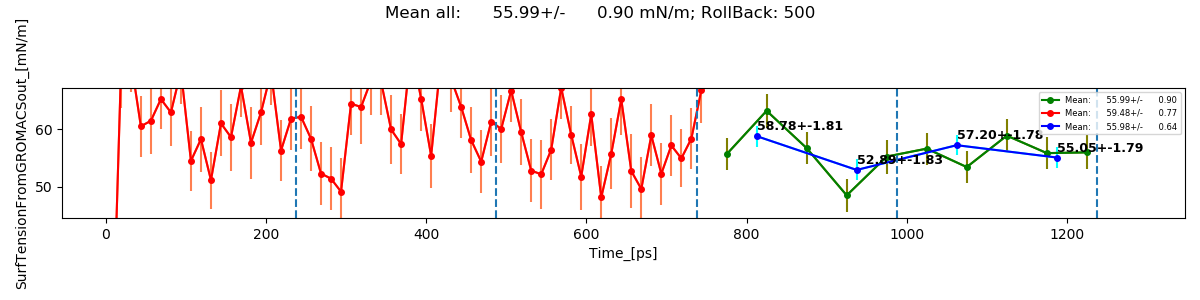 Mean all:      55.99+/-      0.90 mN/m; RollBack: 500
SurfTensionFromGROMACSout_[mN/m]
60
50
Mean:      55.99+/-      0.90
Mean:      59.48+/-      0.77
Mean:      55.98+/-      0.64
58.78+-1.81
52.89+-1.83
57.20+-1.78
55.05+-1.79
0
200
400
600
800
1000
1200
Time_[ps]